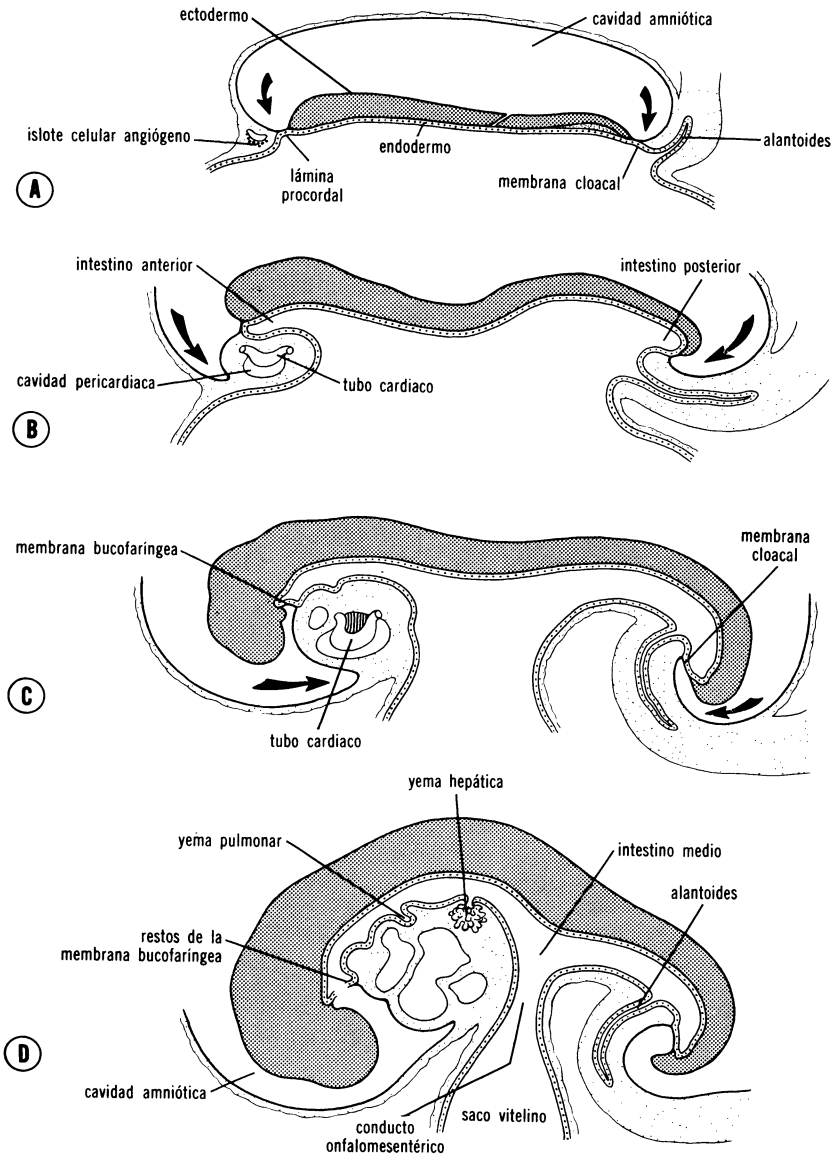 ectodermo
cavidad amniótica
islote celular angiógeno
endodermo
alantoides
lámina
procordal
membrana cloacal
A
intestino anterior
intestino posterior
cavidad pericardiaca
tubo cardiaco
B
membrana bucofaríngea
membrana
cloacal
C
tubo cardiaco
yema hepática
yema pulmonar
intestino medio
alantoides
restos de la
membrana bucofaríngea
D
cavidad amniótica
saco vitelino
conducto
onfalomesentérico